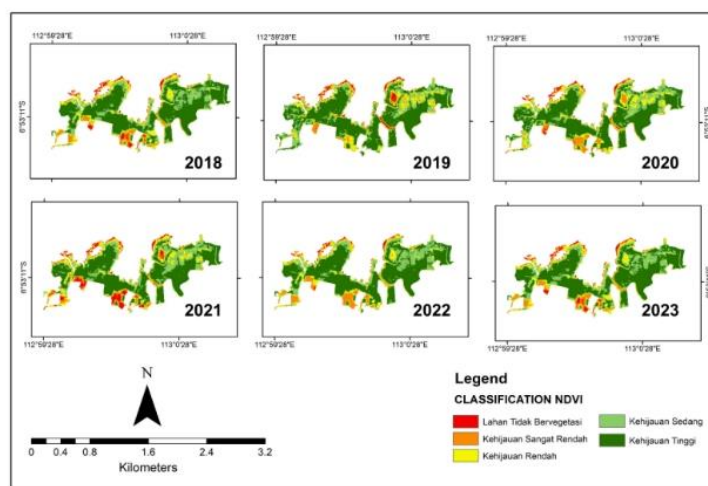 112°59'28"E 113°0'28"E 112°59'28"E 113°0'28"E 112°59'28"E 113°0'28"E
6°53'11"S 2018 2019 2020 6°53'11"S
6°53'11"S 2021 2022 2023
112°59'28"E 113°0'28"E 112°59'28"E 113°0'28"E 112°59'28"E 113°0'28"E
N
0 0.4 0.8 1.6 2.4 3.2
Kilometers
Legend
CLASSIFICATION NDVI
Lahan Tidak Bervegetasi
Kehijauan Sangat Rendah
Kehijauan Rendah
Kehijauan Sedang
Kehijauan Tinggi